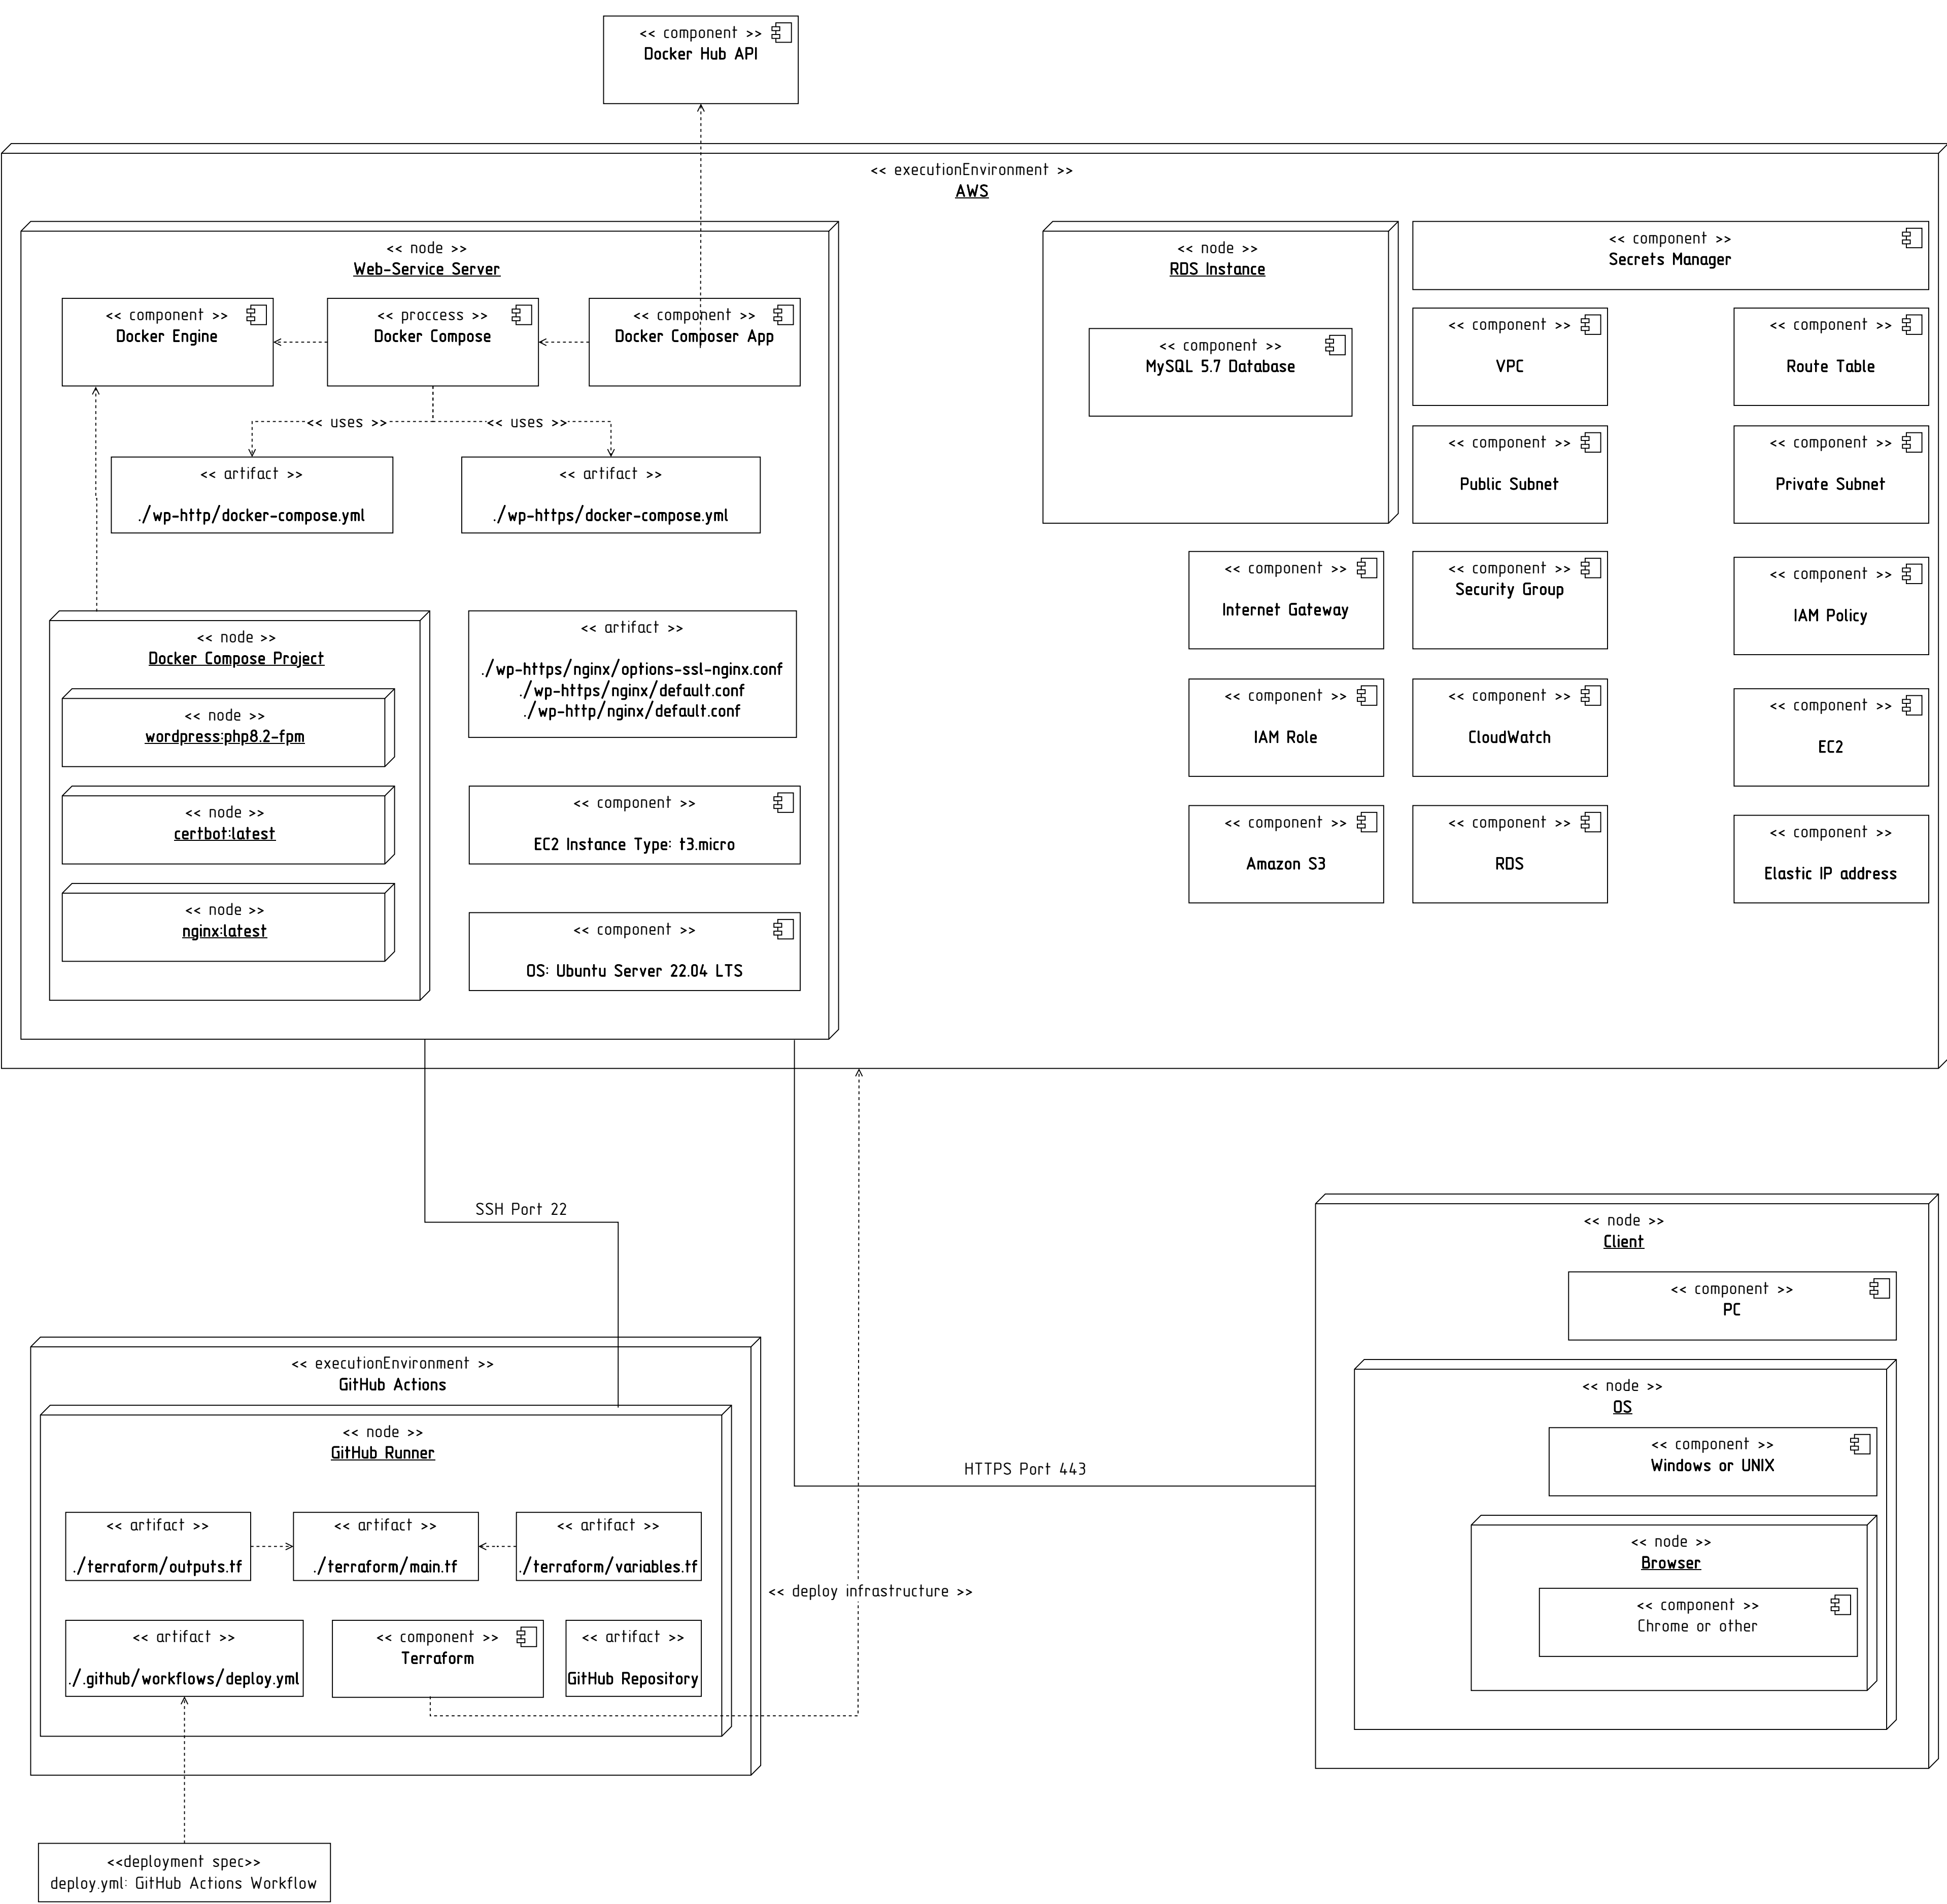 << component >>
Docker Hub API
<< executionEnvironment >>
AWS
<< node >>
Web-Service Server
<< component >>
Docker Engine
<< proccess >>
Docker Compose
<< component >>
Docker Composer App
<< uses >>
<< uses >>
<< artifact >>
./wp-http/docker-compose.yml
<< artifact >>
./wp-https/docker-compose.yml
<< node >>
Docker Compose Project
<< node >>
wordpress:php8.2-fpm
<< node >>
certbot:latest
<< node >>
nginx:latest
<< artifact >>
./wp-https/nginx/options-ssl-nginx.conf
./wp-https/nginx/default.conf
./wp-http/nginx/default.conf
<< component >>
EC2 Instance Type: t3.micro
<< component >>
OS: Ubuntu Server 22.04 LTS
<< node >>
RDS Instance
<< component >>
MySQL 5.7 Database
<< component >>
Secrets Manager
<< component >>
VPC
<< component >>
Route Table
<< component >>
Public Subnet
<< component >>
Private Subnet
<< component >>
Internet Gateway
<< component >>
Security Group
<< component >>
IAM Policy
<< component >>
IAM Role
<< component >>
CloudWatch
<< component >>
EC2
<< component >>
Amazon S3
<< component >>
RDS
<< component >>
Elastic IP address
SSH Port 22
HTTPS Port 443
<< deploy infrastructure >>
<< executionEnvironment >>
GitHub Actions
<< node >>
GitHub Runner
<< artifact >>
./terraform/outputs.tf
<< artifact >>
./terraform/main.tf
<< artifact >>
./terraform/variables.tf
<< artifact >>
./.github/workflows/deploy.yml
<< component >>
Terraform
<< artifact >>
GitHub Repository
<<deployment spec>>
deploy.yml: GitHub Actions Workflow
<< node >>
Client
<< component >>
PC
<< node >>
OS
<< component >>
Windows or UNIX
<< node >>
Browser
<< component >>
Chrome or other